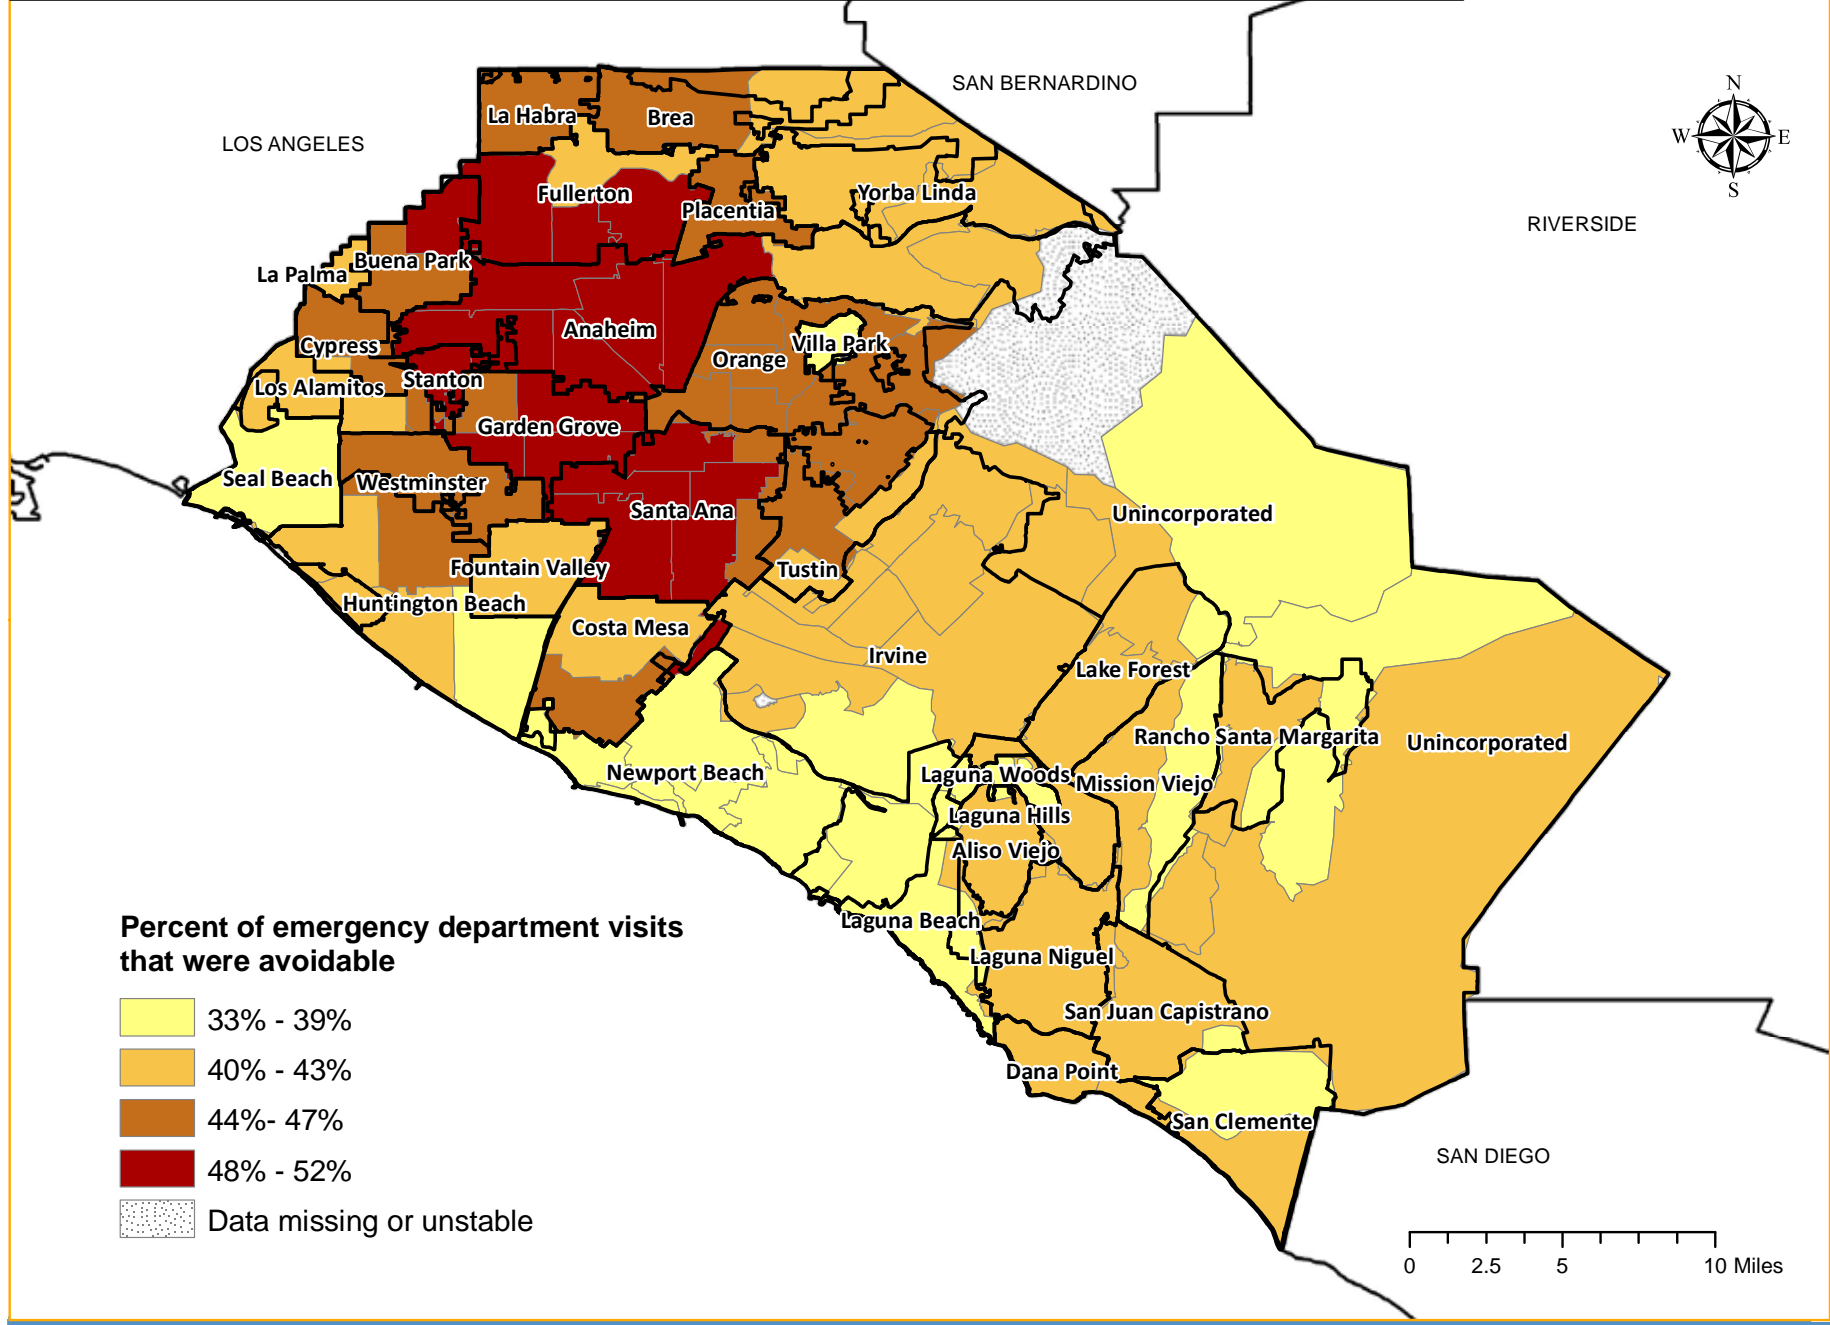 SAN BERNARDINO
LOS ANGELES
RIVERSIDE
N
W
E
S
La Habra
Brea
Fullerton
Placentia
Yorba Linda
Buena Park
La Palma
Anaheim
Cypress
Villa Park
Orange
Los Alamitos
Stanton
Garden Grove
Seal Beach
Westminster
Santa Ana
Unincorporated
Fountain Valley
Tustin
Huntington Beach
Costa Mesa
Irvine
Lake Forest
Rancho Santa Margarita
Unincorporated
Newport Beach
Laguna Woods
Mission Viejo
Laguna Hills
Aliso Viejo
Laguna Beach
Laguna Niguel
San Juan Capistrano
Dana Point
San Clemente
SAN DIEGO
Percent of emergency department visits
that were avoidable
33% - 39%
40% - 43%
44%- 47%
48% - 52%
Data missing or unstable
0 2.5 5 10 Miles